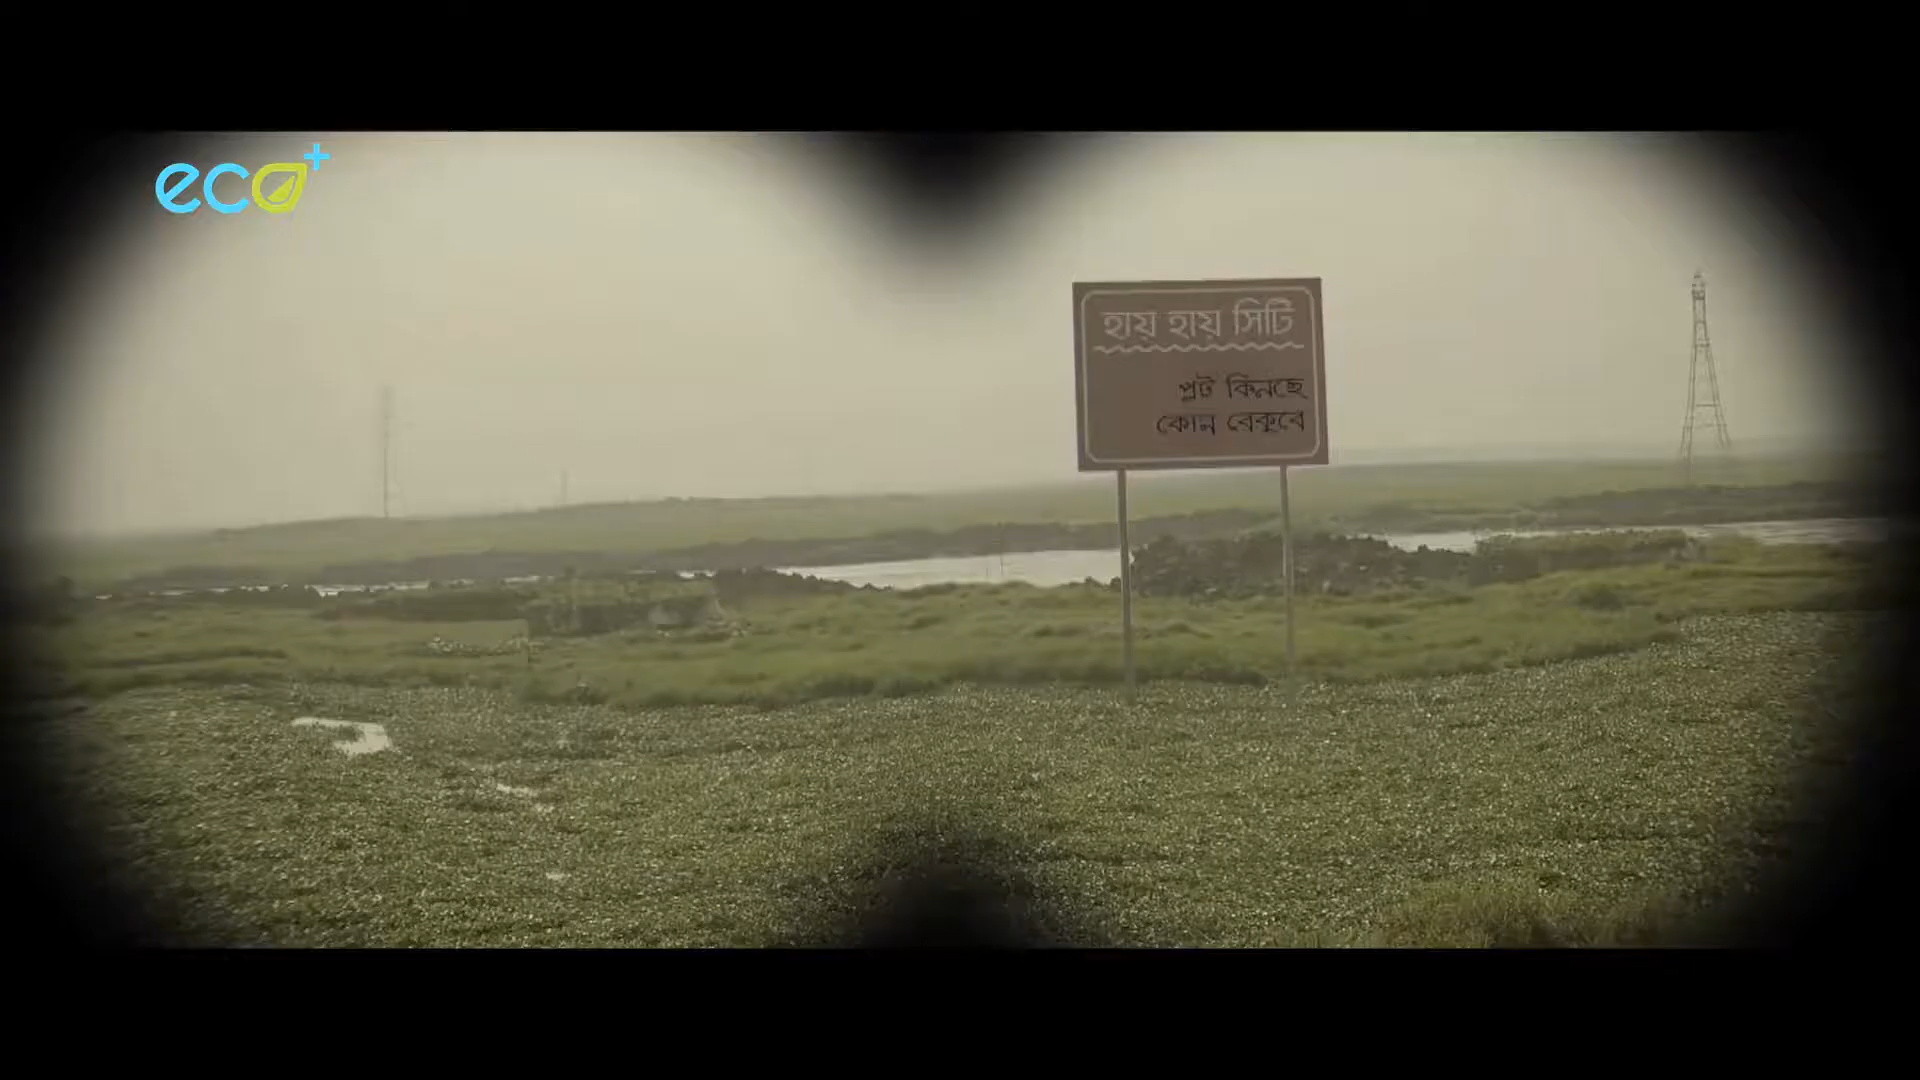 eco+
হায় হায় সিটি
প্লট কিনছে
কোন বেকুবে